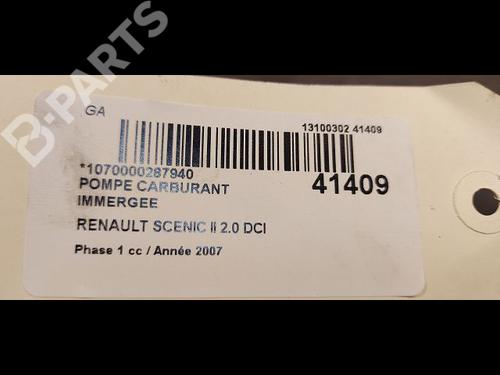 B-PARTS
GA
13100302 41409
*1070000287940
POMPE CARBURANT
41409
IMMERGEE
RENAULT SCENIC II 2.0 DCI
Phase 1 cc / Année 2007